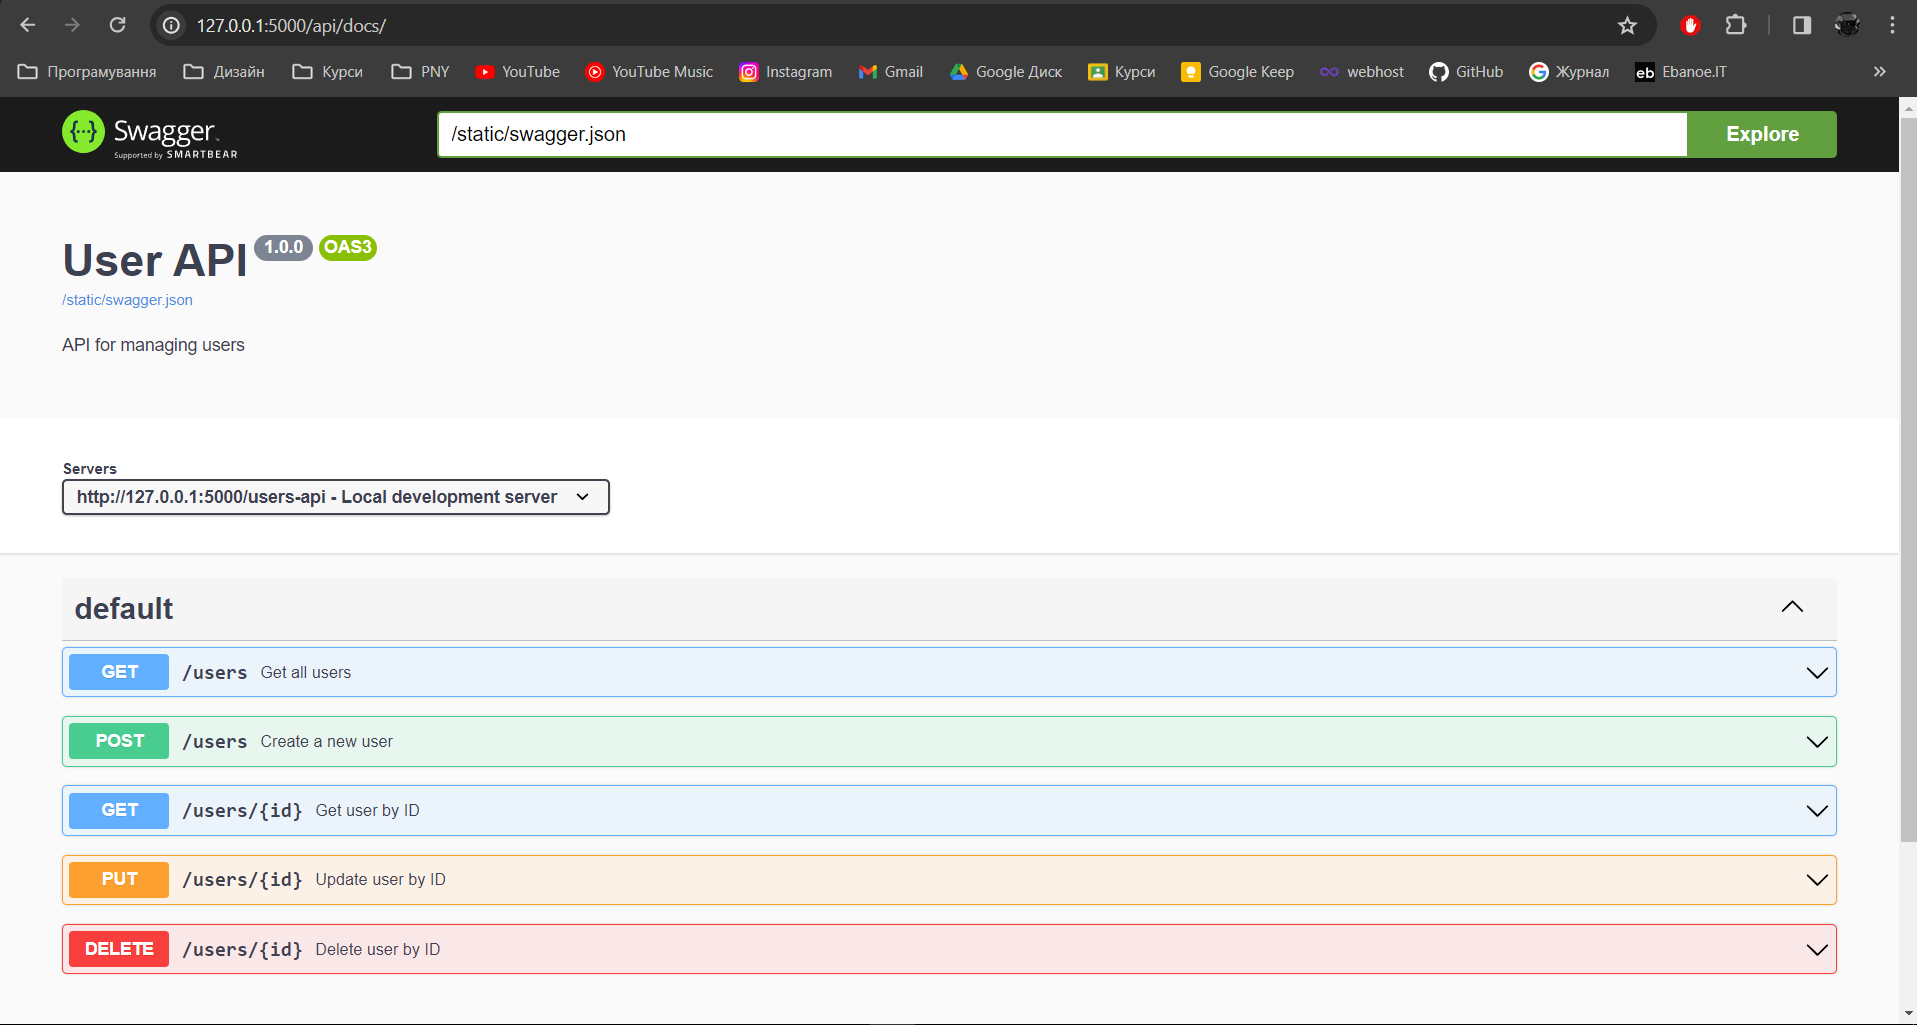 127.0.0.1:5000/api/docs/
Програмування Дизайн Курси PNY YouTube YouTube Music Instagram Gmail Google Диск Курси Google Keep webhost GitHub Журнал eb Ebanoe.IT
Swagger
Supported by SMARTBEAR
/static/swagger.json
Explore
User API 1.0.0 OAS3
/static/swagger.json
API for managing users
Servers
http://127.0.0.1:5000/users-api - Local development server
default
GET /users Get all users
POST /users Create a new user
GET /users/{id} Get user by ID
PUT /users/{id} Update user by ID
DELETE /users/{id} Delete user by ID